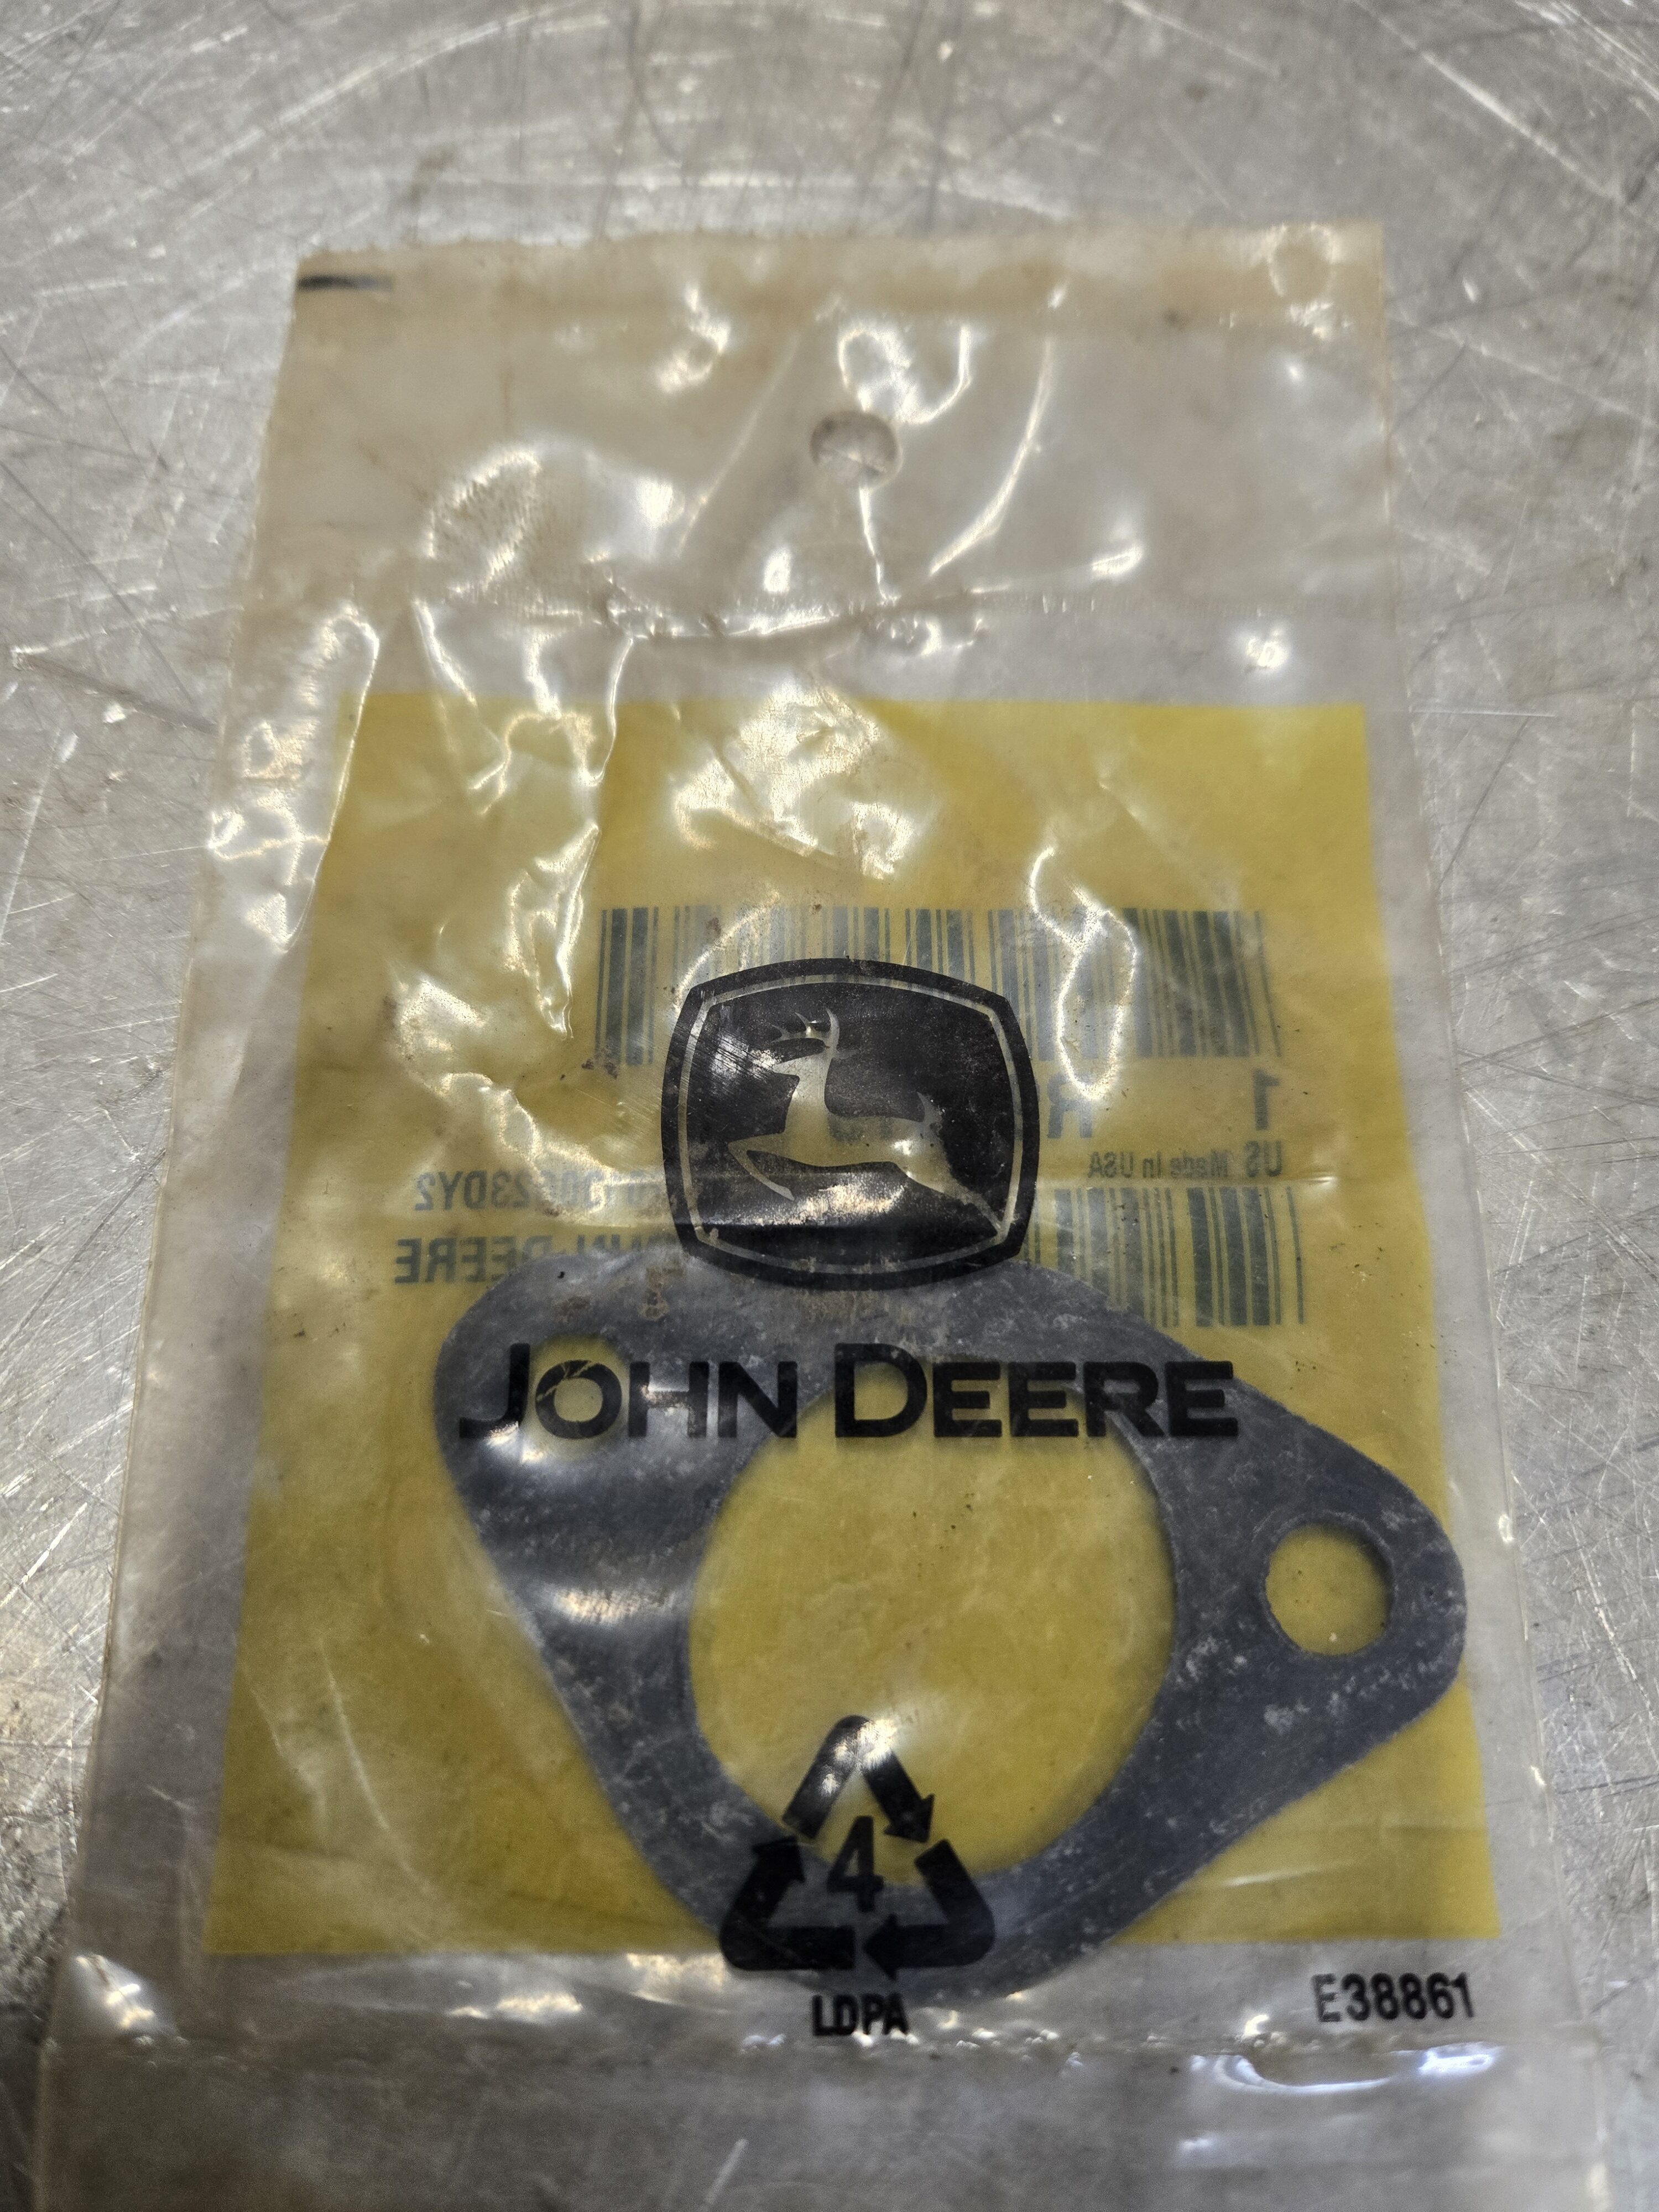 1 R
US Made In USA
JOHN DEERE
4
LDPA
E38861